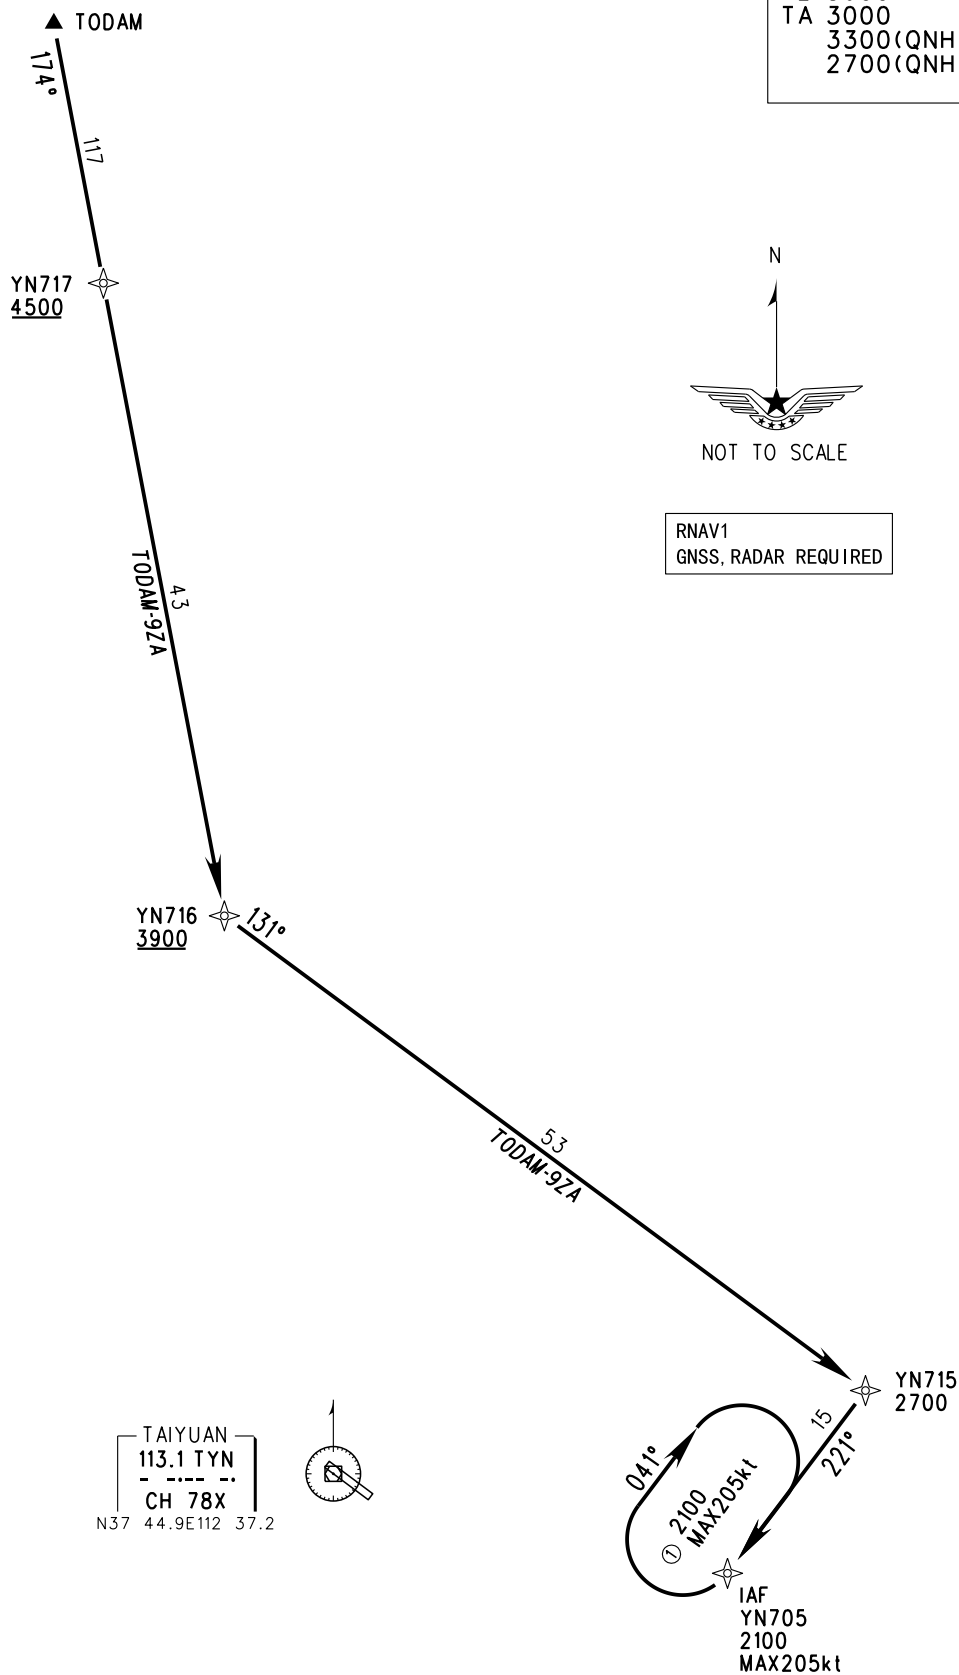 TODAM
TA 3000
3300(QNH
2700(QNH
174°
117
YN717
4500
N
NOT TO SCALE
RNAV1
GNSS, RADAR REQUIRED
43
TODAM-9ZA
YN716
3900
131°
53
TODAM-9ZA
YN715
2700
15
221°
041°
① 2100
MAX205kt
TAIYUAN
113.1 TYN
CH 78X
N37 44.9E112 37.2
IAF
YN705
2100
MAX205kt